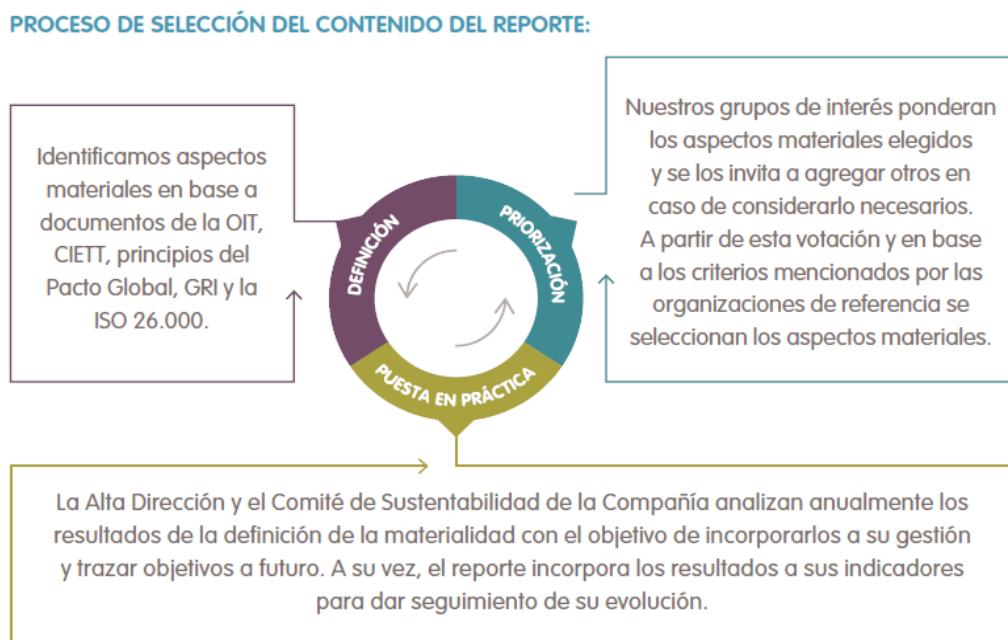 PROCESO DE SELECCIÓN DEL CONTENIDO DEL REPORTE:
Identificamos aspectos
materiales en base a
documentos de la OIT,
CIETT, principios del
Pacto Global, GRI y la
ISO 26.000.
DEFINICIÓN
PRIORIZACIÓN
Nuestros grupos de interés ponderan
los aspectos materiales elegidos
y se los invita a agregar otros en
caso de considerarlo necesarios.
A partir de esta votación y en base
a los criterios mencionados por las
organizaciones de referencia se
seleccionan los aspectos materiales.
PUESTA EN PRÁCTICA
La Alta Dirección y el Comité de Sustentabilidad de la Compañía analizan anualmente los
resultados de la definición de la materialidad con el objetivo de incorporarlos a su gestión
y trazar objetivos a futuro. A su vez, el reporte incorpora los resultados a sus indicadores
para dar seguimiento de su evolución.